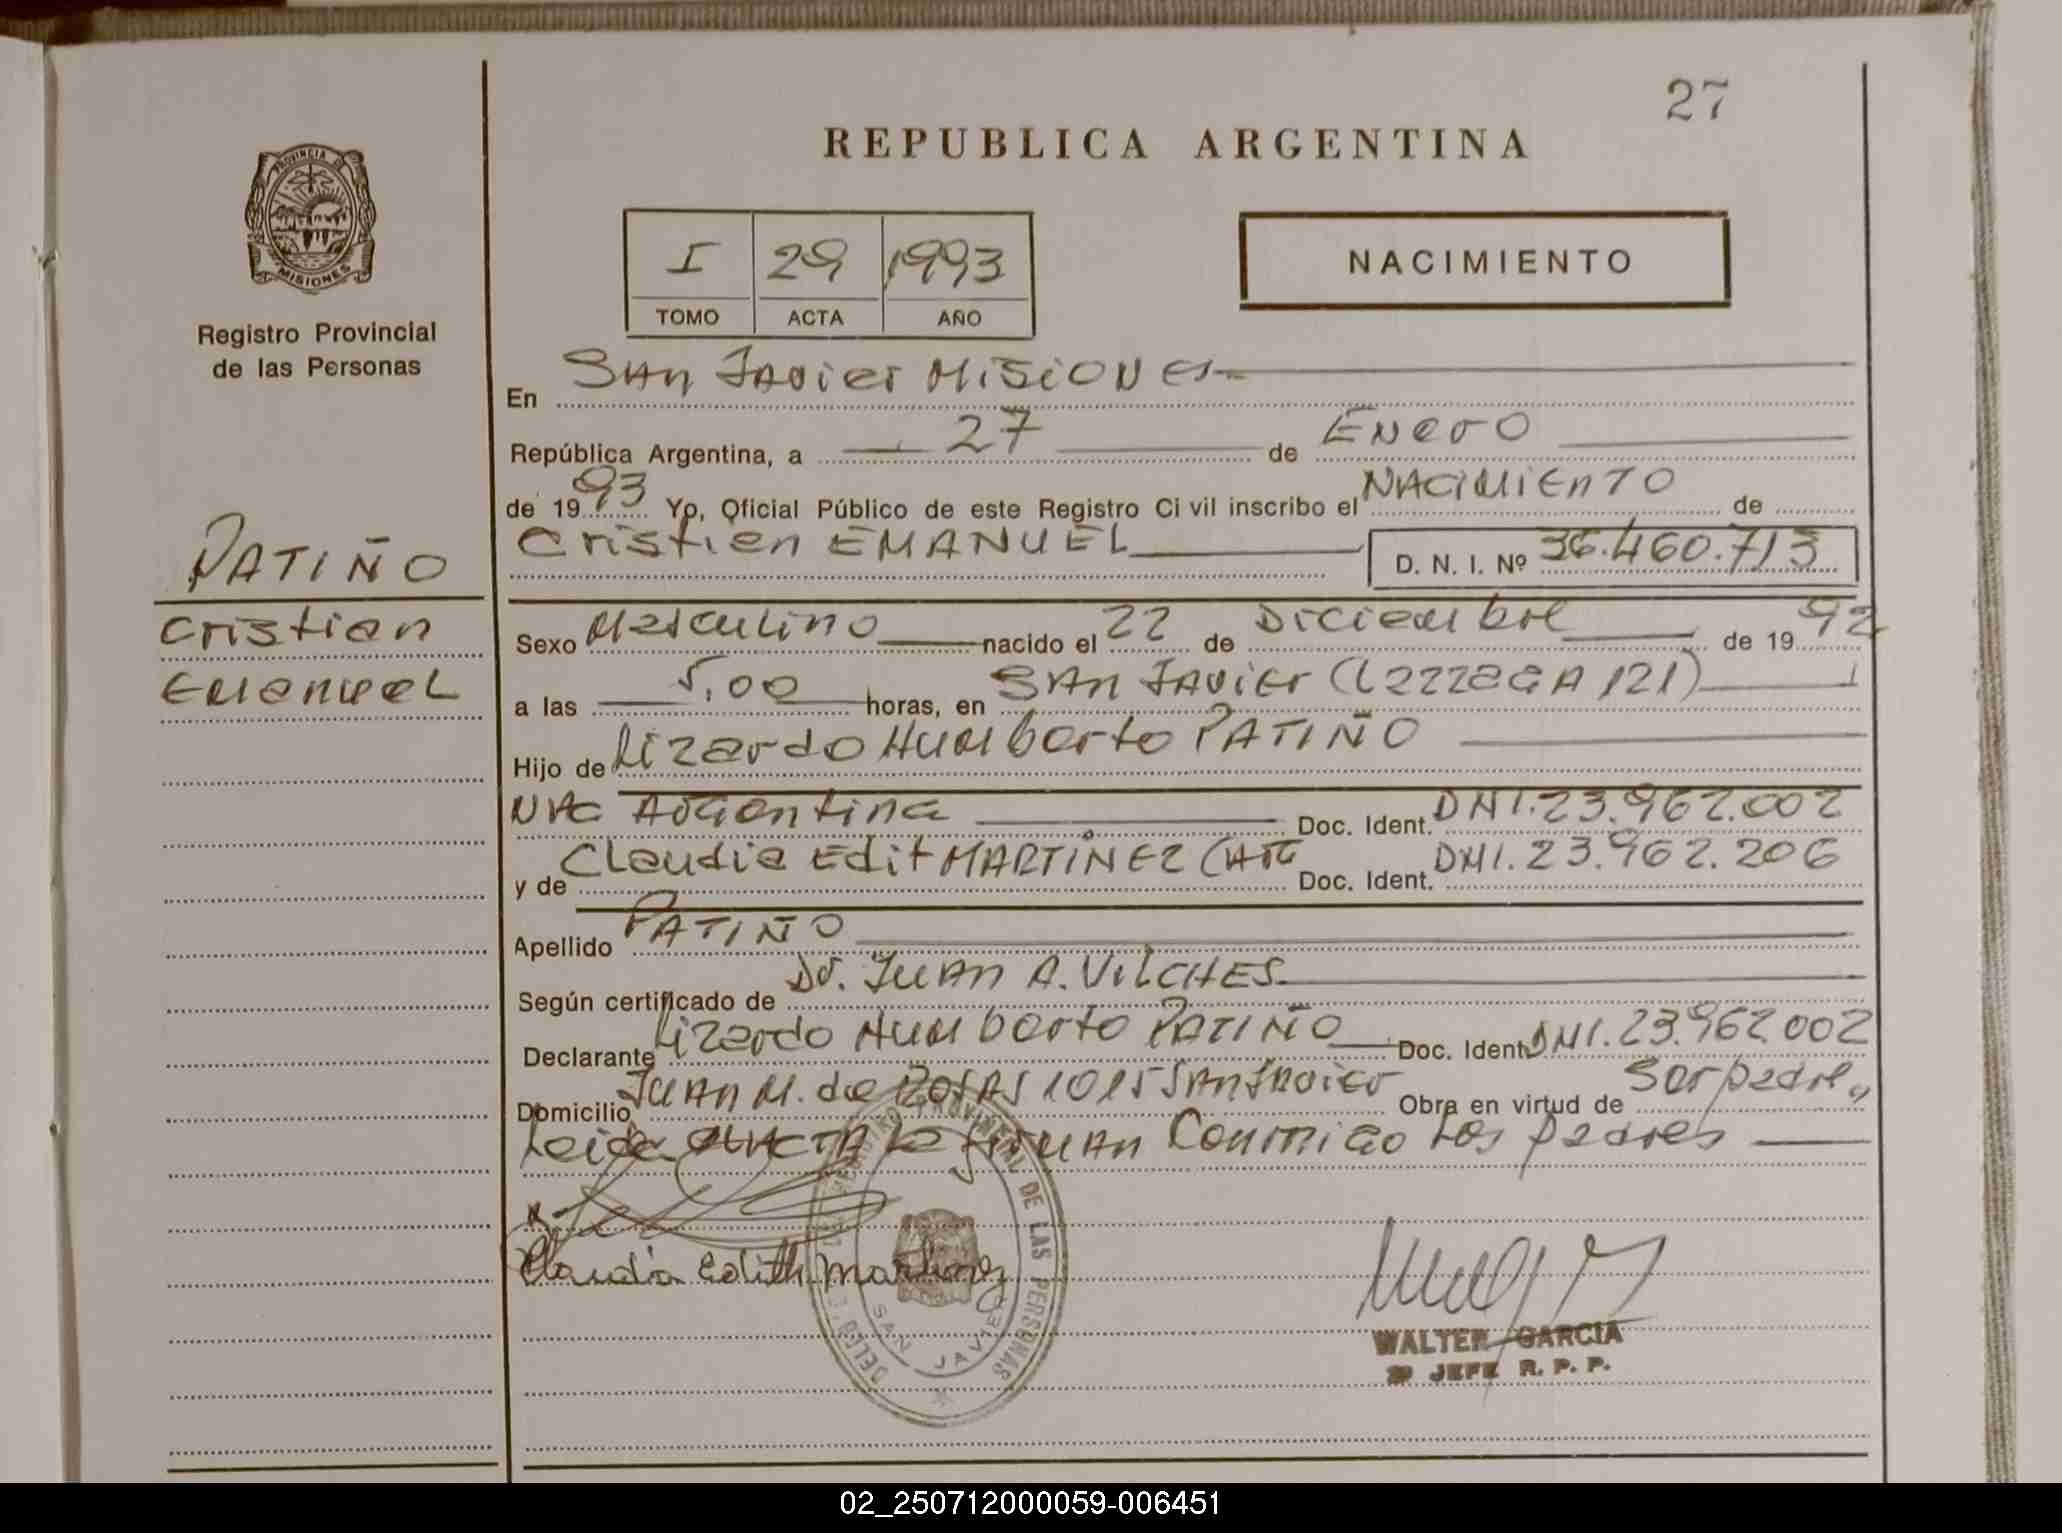 27
REPUBLICA ARGENTINA
PROVINCIA DE
MISIONES
Registro Provincial
de las Personas
I 29 1993
TOMO ACTA AÑO
NACIMIENTO
En San Javier Misiones
República Argentina, a 27 de Enero
de 1993 Yo, Oficial Público de este Registro Civil inscribo el Nacimiento de
Cristian EMANUEL D. N. I. Nº 36.460.713
PATIÑO
Cristian
Emanuel
Sexo Masculino nacido el 22 de Diciembre de 1992
a las 5,00 horas, en San Javier (Lezzaga 121)
Hijo de Lizardo Humberto PATIÑO
Nac Argentina Doc. Ident. DNI.23.962.002
y de Claudia Edit MARTINEZ Doc. Ident. DNI.23.962.206
Apellido PATIÑO
Según certificado de Dr. Juan A. VILCHES
Declarante Lizardo Humberto PATIÑO Doc. Ident. DNI.23.962.002
Domicilio Juan M. de Rosas 1015 San Javier Obra en virtud de Ser padre,
Leida el Acta la firman Conmigo los padres
Claudia Edith Martinez
REGISTRO PROVINCIAL DE LAS PERSONAS
SAN JAVIER
WALTER GARCIA
2º JEFE R. P. P.
02_250712000059-006451